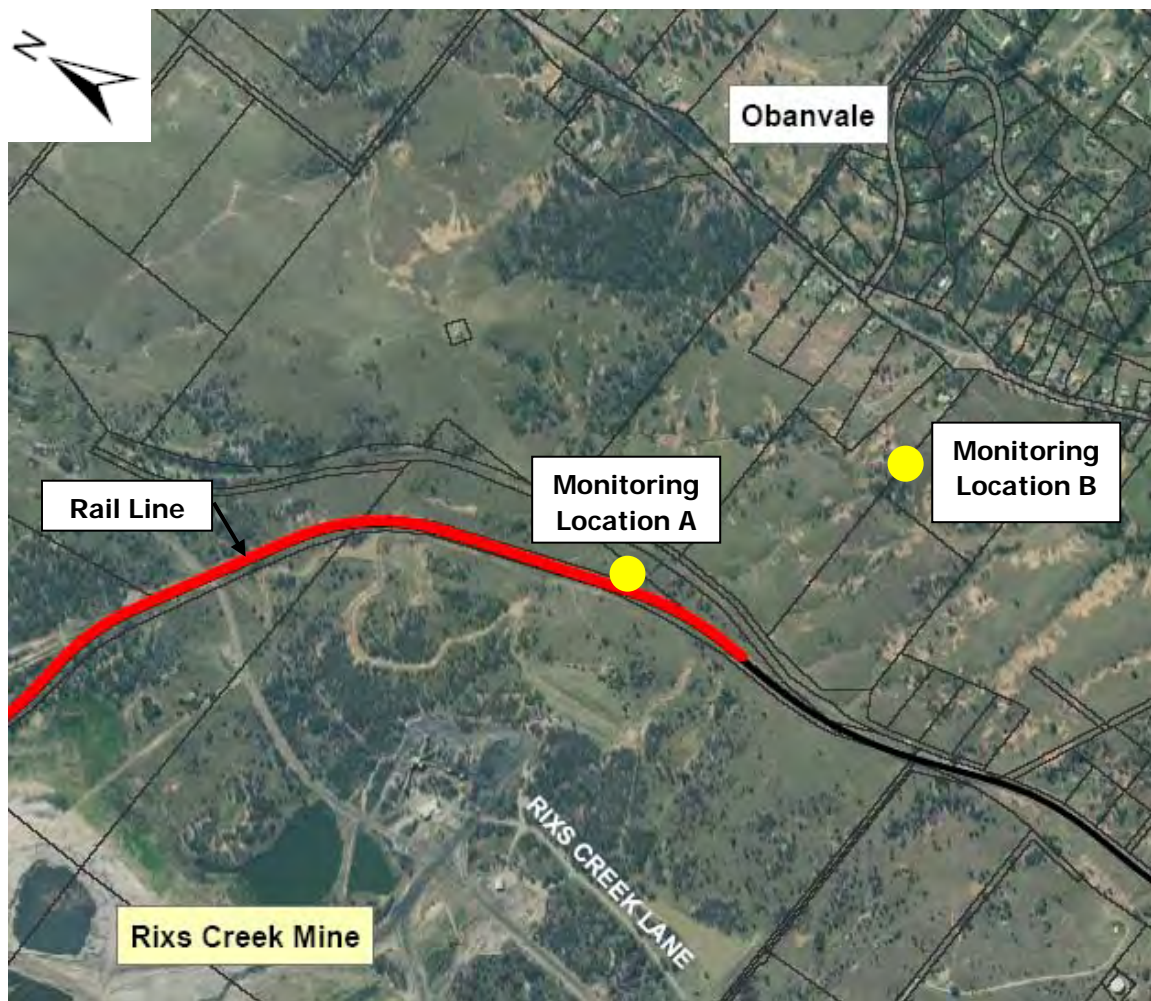 N
Obanvale
Monitoring
Location B
Monitoring
Location A
Rail Line
RIXS CREEK LANE
Rixs Creek Mine